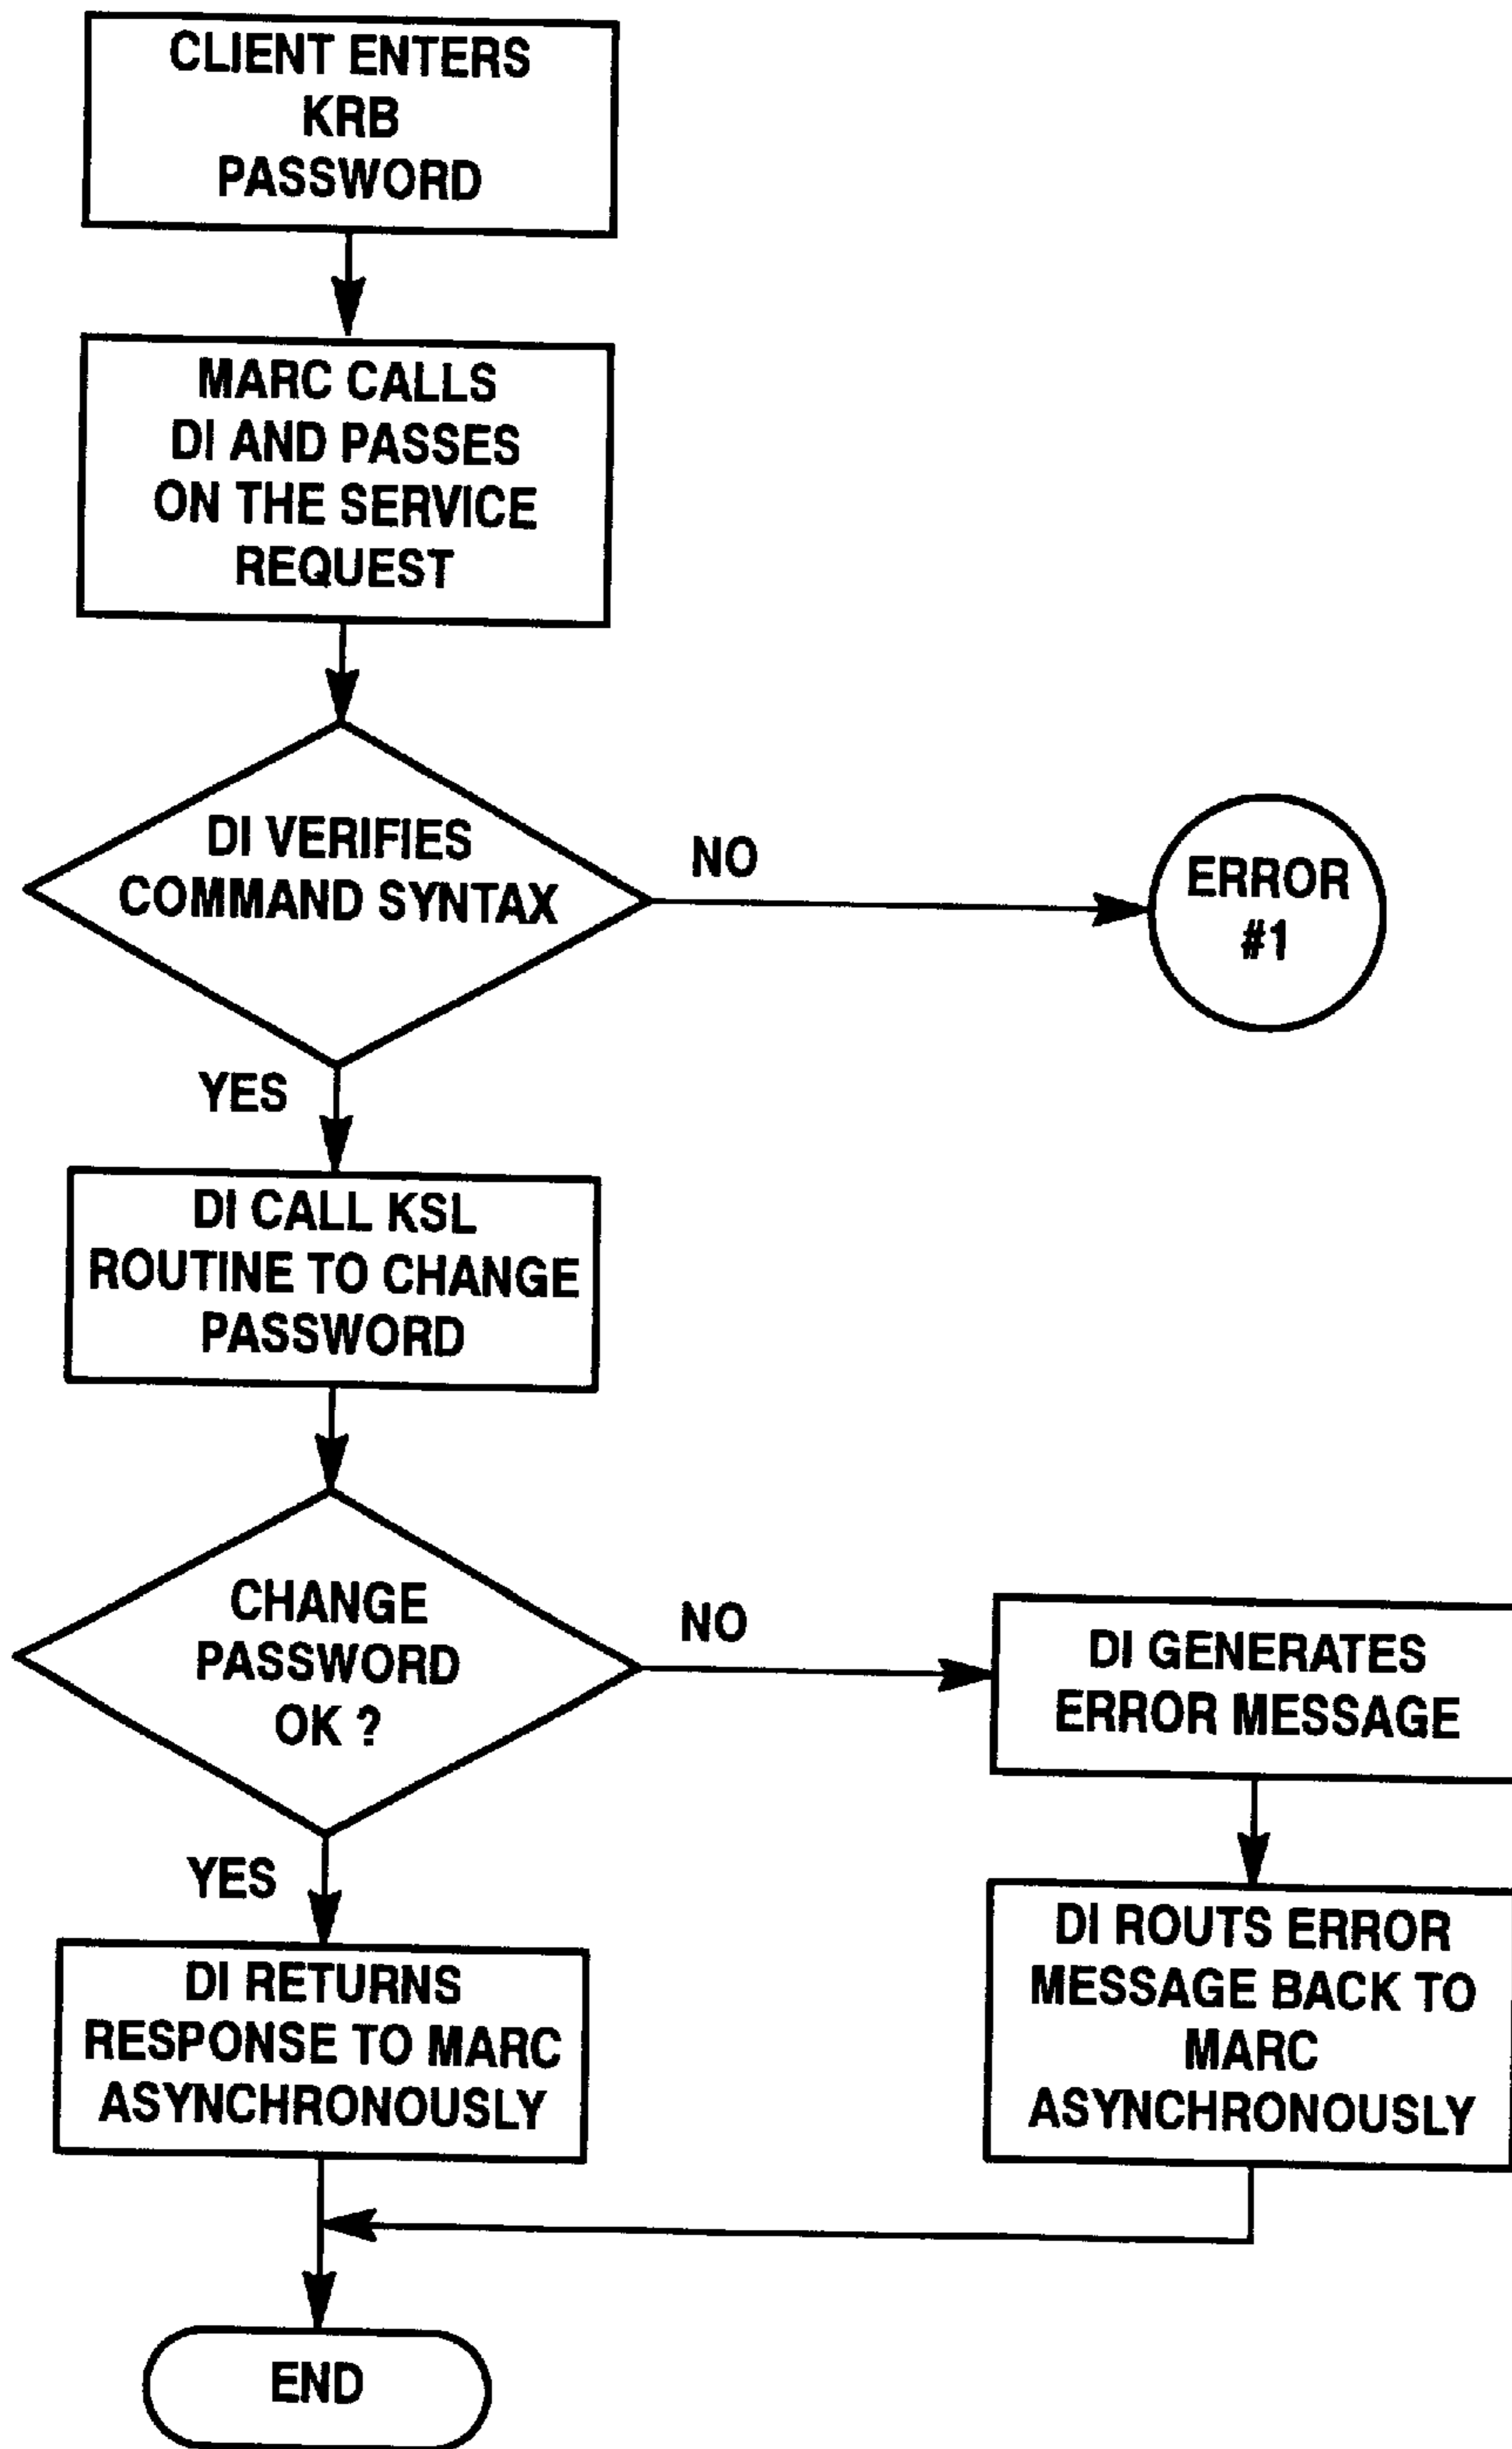 CLIENT ENTERS
KRB
PASSWORD
MARC CALLS
DI AND PASSES
ON THE SERVICE
REQUEST
DI VERIFIES
COMMAND SYNTAX
NO
ERROR
#1
YES
DI CALL KSL
ROUTINE TO CHANGE
PASSWORD
CHANGE
PASSWORD
OK ?
NO
DI GENERATES
ERROR MESSAGE
YES
DI ROUTS ERROR
MESSAGE BACK TO
MARC
ASYNCHRONOUSLY
DI RETURNS
RESPONSE TO MARC
ASYNCHRONOUSLY
END